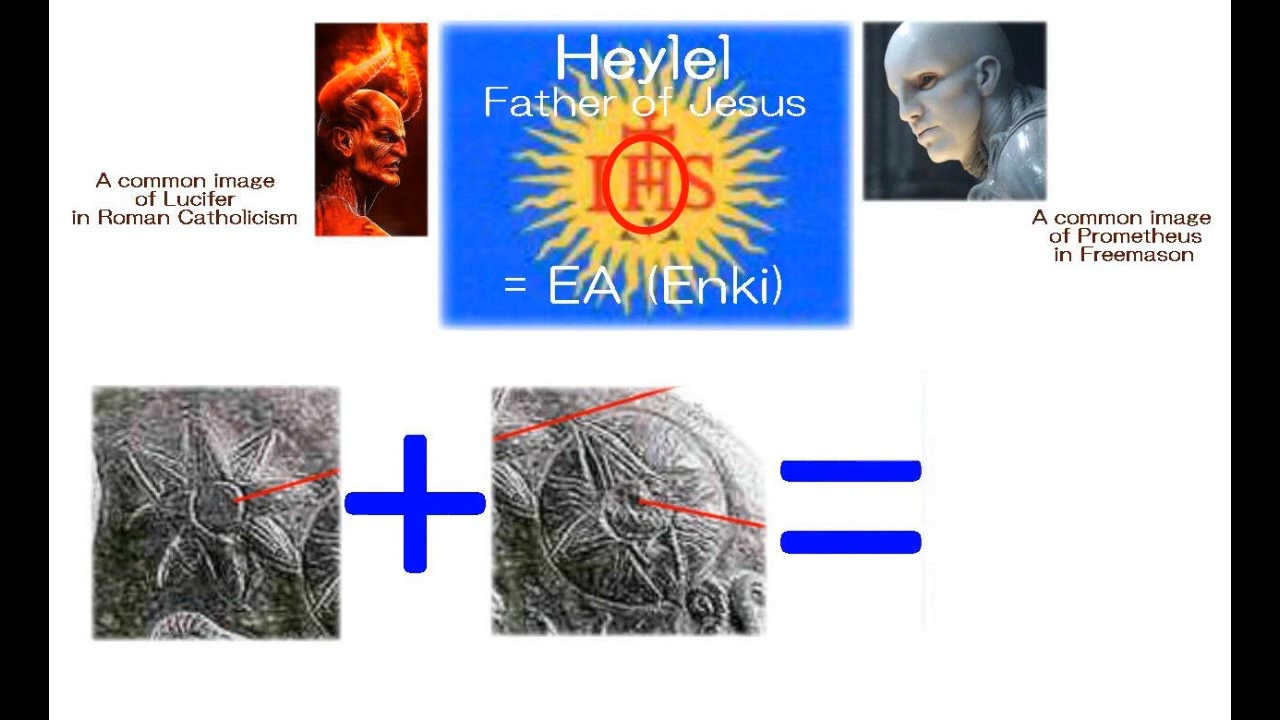 Heylel
Father of Jesus
IHS
= EA (Enki)
A common image
of Lucifer
in Roman Catholicism
A common image
of Prometheus
in Freemason